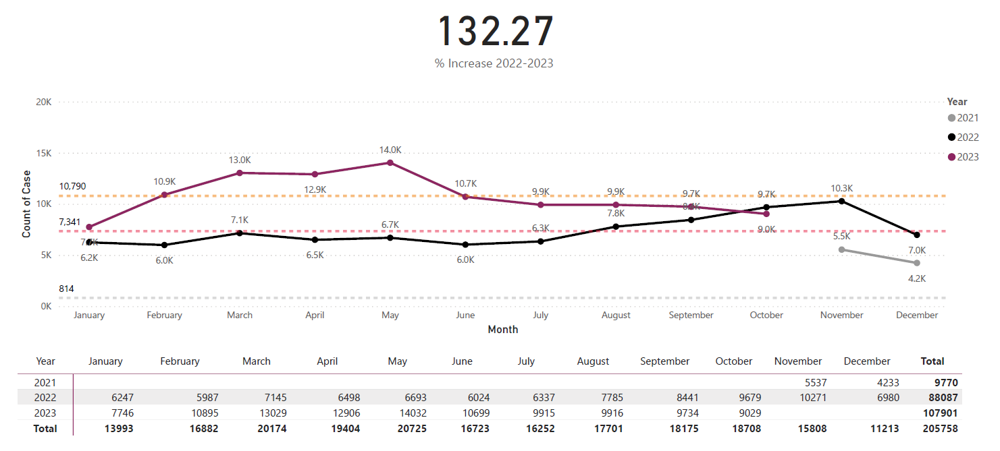 132.27
% Increase 2022-2023
20K
15K
10K
5K
0K
Count of Case
10,790
7,341
814
7.7K
10.9K
13.0K
12.9K
14.0K
10.7K
9.9K
9.9K
9.7K
9.0K
6.2K
6.0K
7.1K
6.5K
6.7K
6.0K
6.3K
7.8K
8.4K
9.7K
10.3K
7.0K
5.5K
4.2K
Year
2021
2022
2023
January February March April May June July August September October November December
Month
Year January February March April May June July August September October November December Total
2021 5537 4233 9770
2022 6247 5987 7145 6498 6693 6024 6337 7785 8441 9679 10271 6980 88087
2023 7746 10895 13029 12906 14032 10699 9915 9916 9734 9029 107901
Total 13993 16882 20174 19404 20725 16723 16252 17701 18175 18708 15808 11213 205758